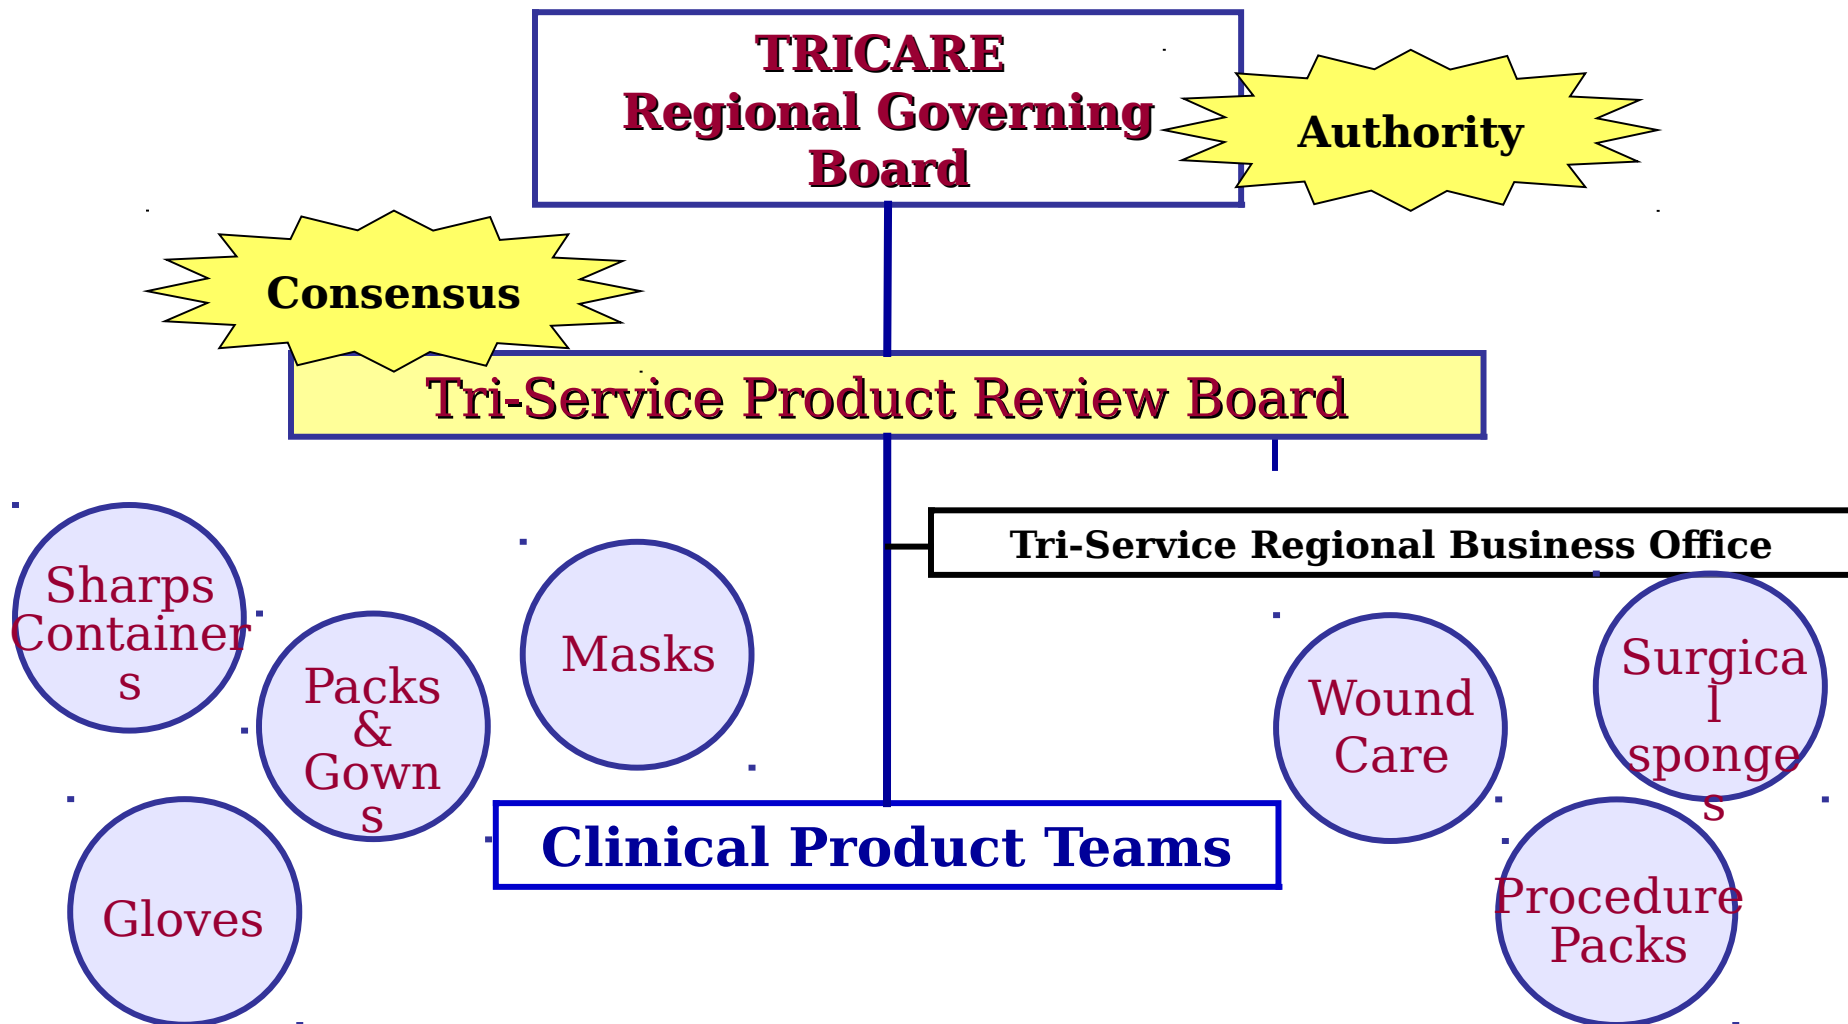 TRICARE
Regional Governing
Board
Authority
Consensus
Tri-Service Product Review Board
Tri-Service Regional Business Office
Sharps
Container
s
Packs
&
Gown
s
Masks
Wound
Care
Surgica
l
sponge
s
Clinical Product Teams
Gloves
Procedure
Packs